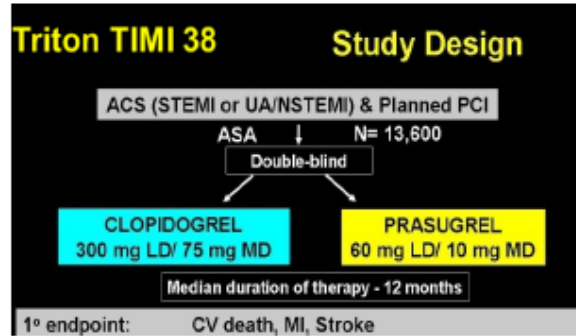 Triton TIMI 38 Study Design
ACS (STEMI or UA/NSTEMI) & Planned PCI
ASA N= 13,600
Double-blind
CLOPIDOGREL
300 mg LD/ 75 mg MD
PRASUGREL
60 mg LD/ 10 mg MD
Median duration of therapy - 12 months
1º endpoint: CV death, MI, Stroke